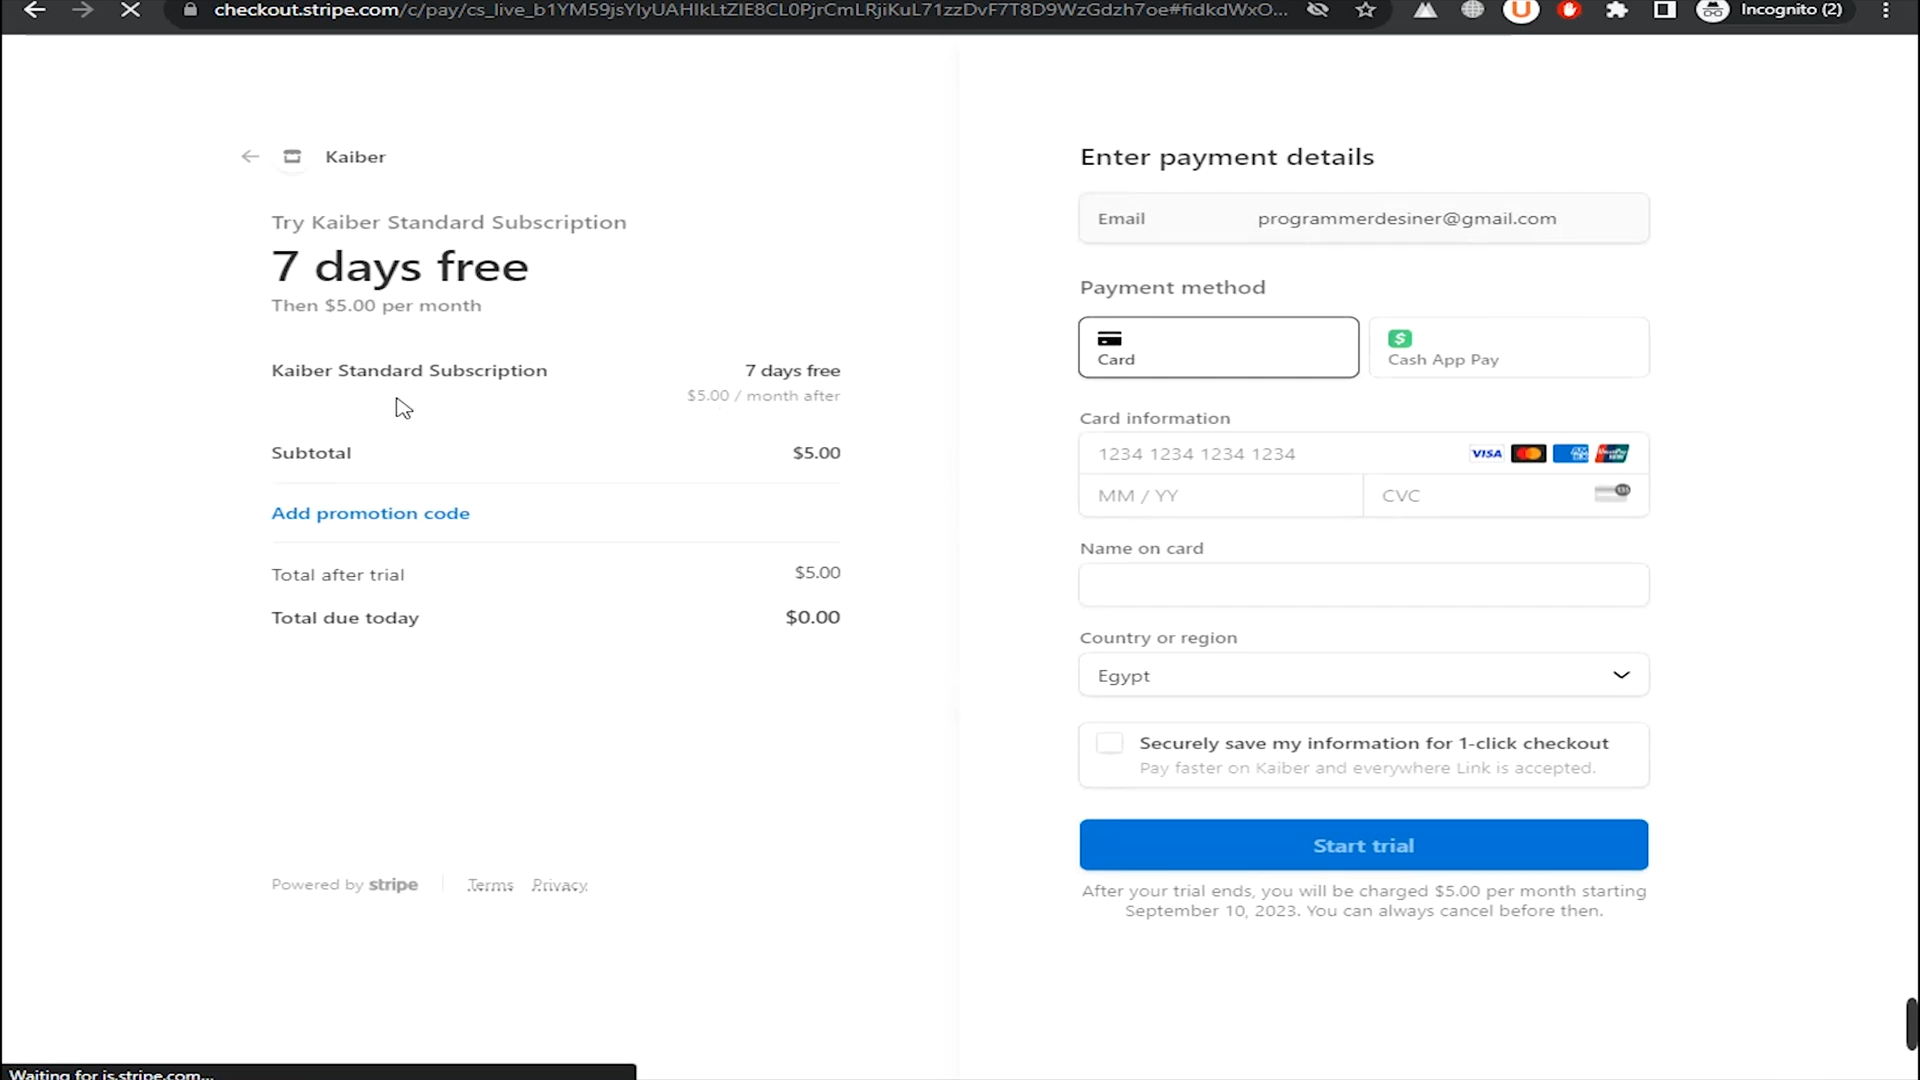 checkout.stripe.com/c/pay/
Incognito (2)
Kaiber
Try Kaiber Standard Subscription
7 days free
Then $5.00 per month
Kaiber Standard Subscription 7 days free
$5.00 / month after
Subtotal $5.00
Add promotion code
Total after trial $5.00
Total due today $0.00
Powered by stripe Terms Privacy
Enter payment details
Email programmerdesiner@gmail.com
Payment method
Card
Cash App Pay
Card information
1234 1234 1234 1234 VISA
MM / YY CVC
Name on card
Country or region
Egypt
Securely save my information for 1-click checkout
Pay faster on Kaiber and everywhere Link is accepted.
Start trial
After your trial ends, you will be charged $5.00 per month starting
September 10, 2023. You can always cancel before then.
Waiting for js.stripe.com...